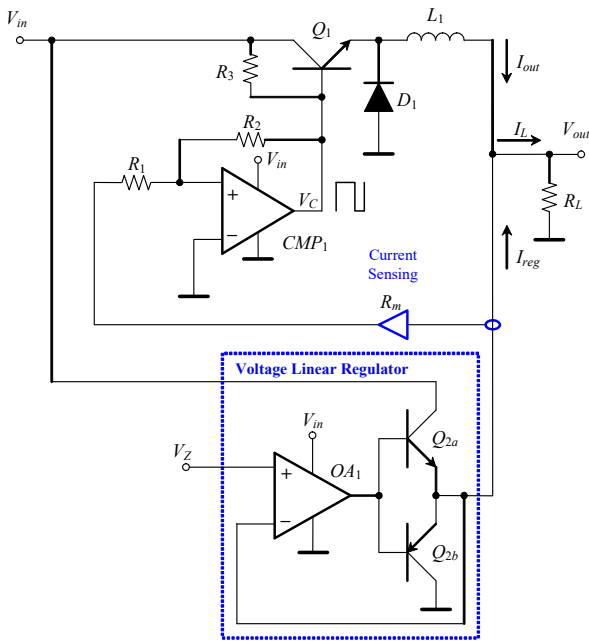 V_in
Q_1
L_1
I_out
R_3
D_1
I_L
V_out
R_2
V_in
R_1
+
−
V_C
CMP_1
R_L
I_reg
Current
Sensing
R_m
Voltage Linear Regulator
V_in
V_Z
OA_1
+
−
Q_2a
Q_2b